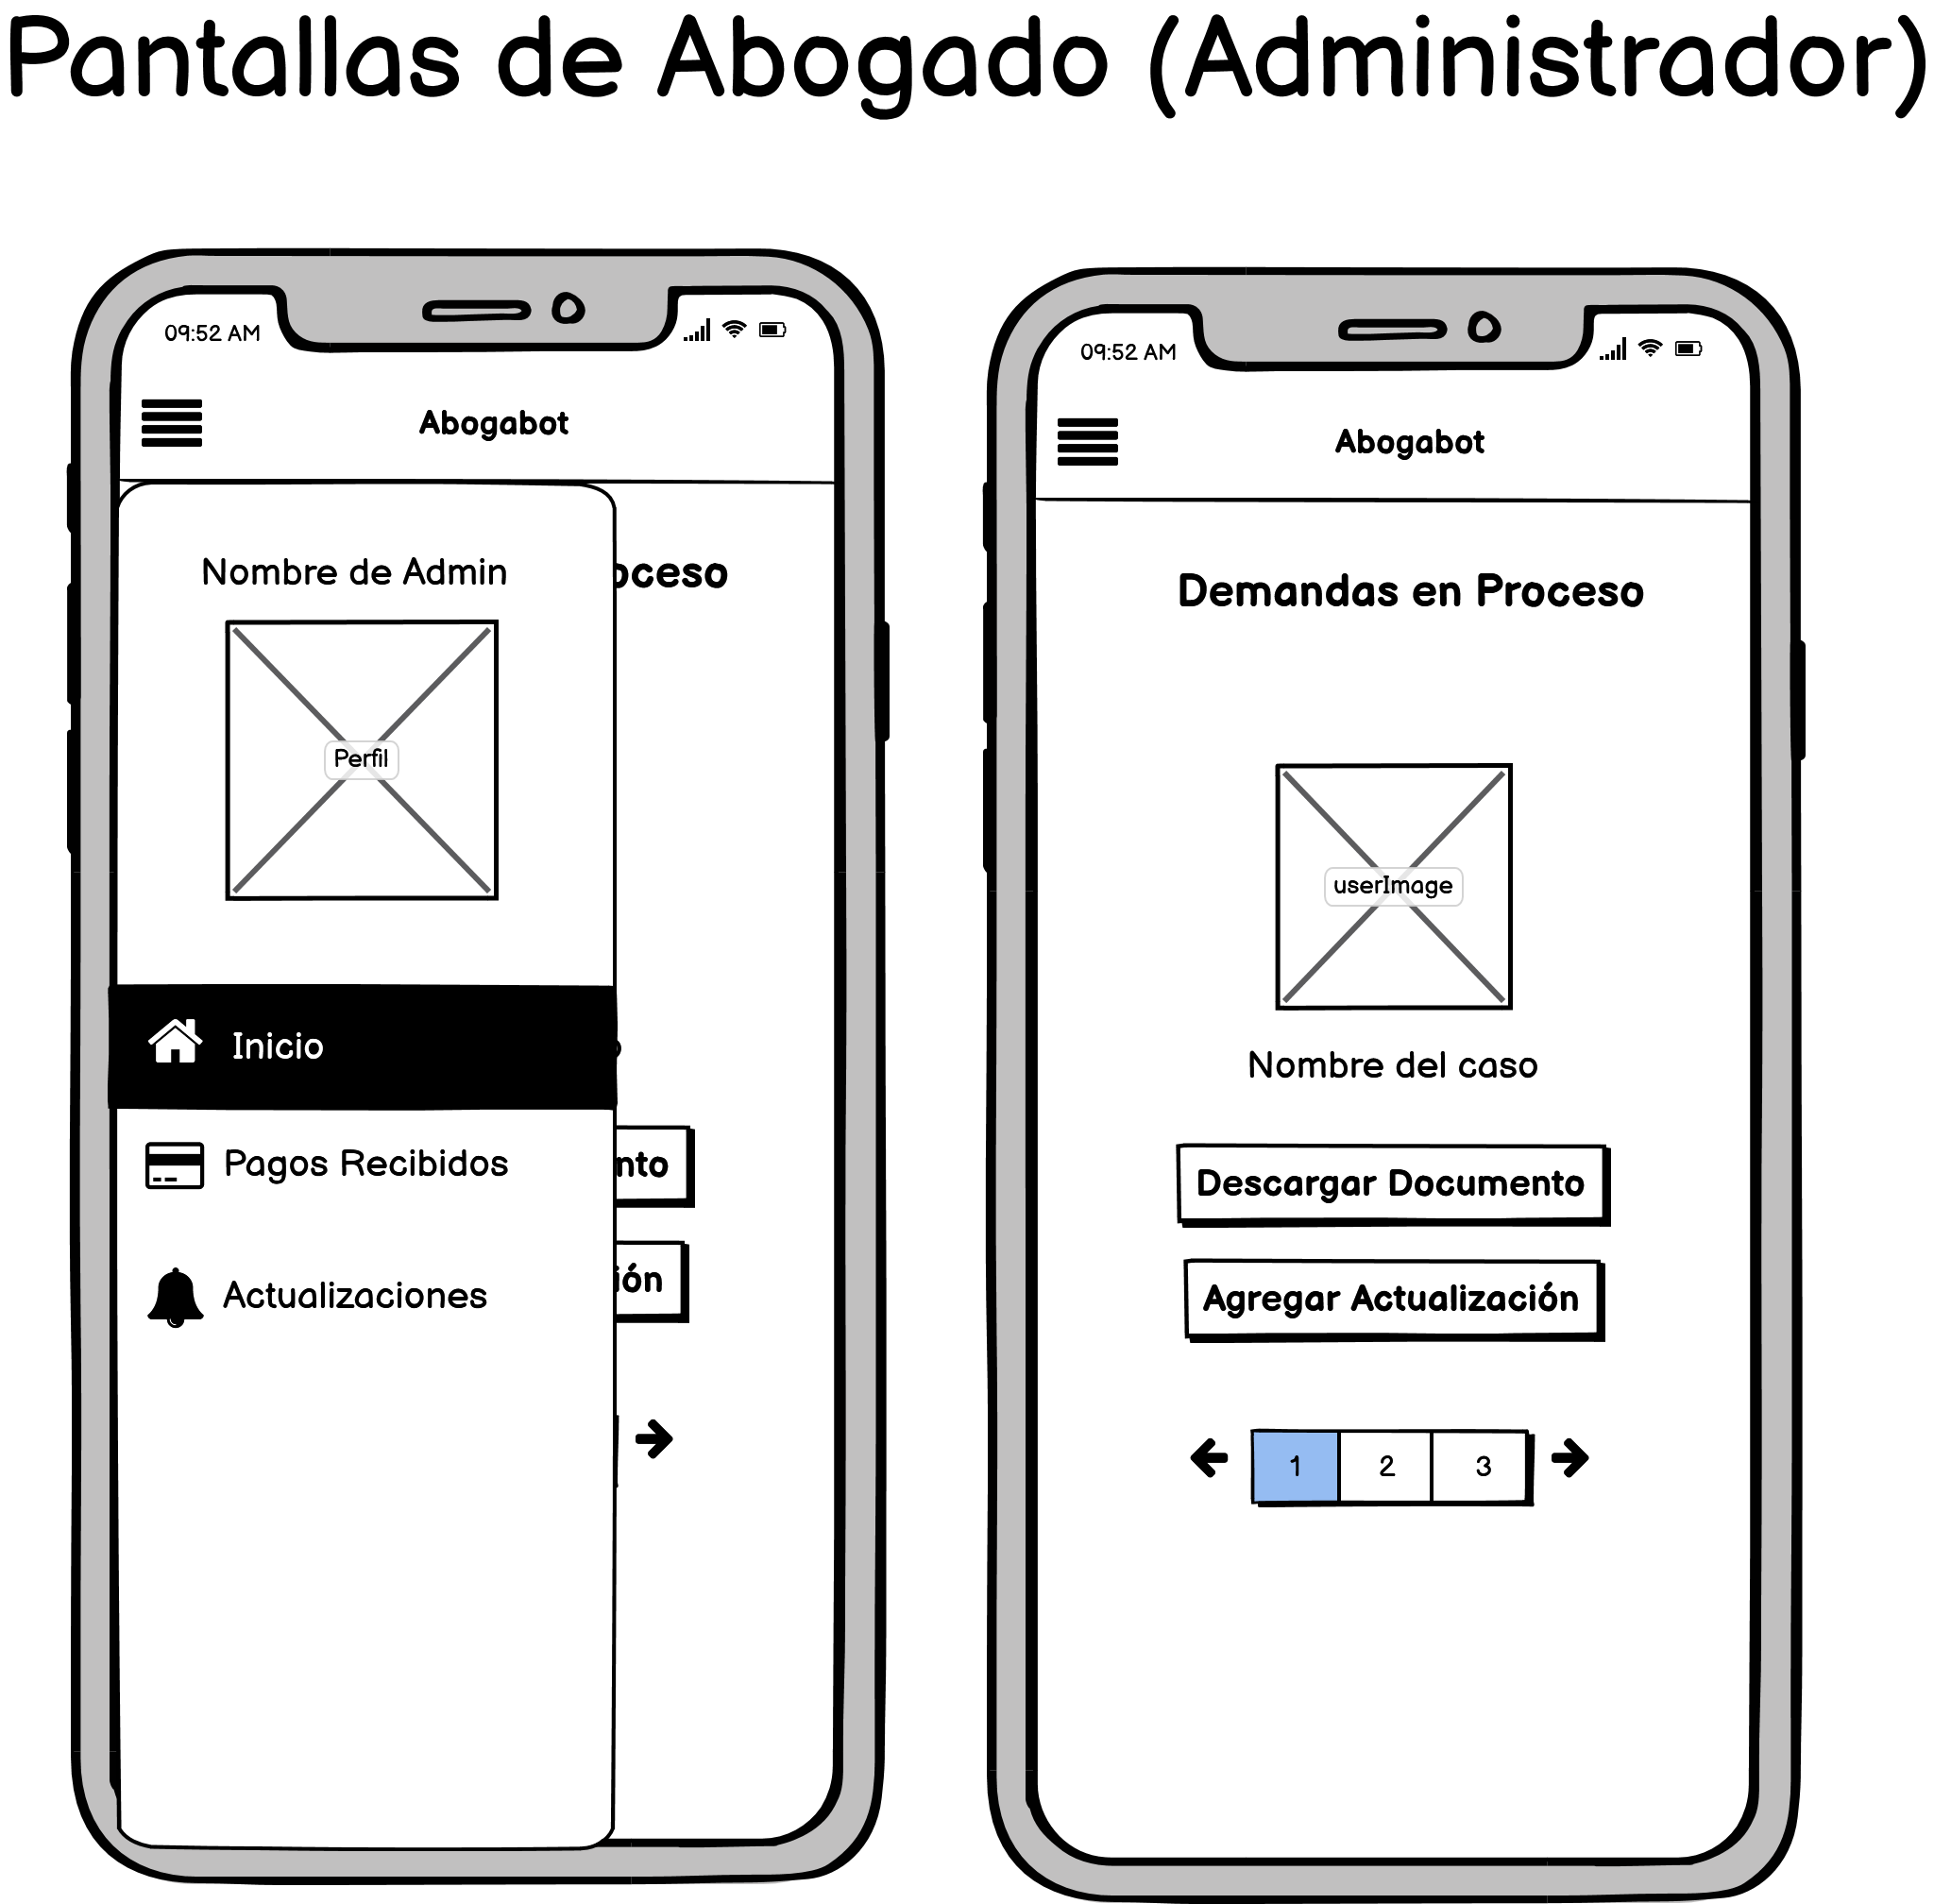 Pantallas de Abogado (Administrador)
09:52 AM
Abogabot
Nombre de Admin
oceso
Perfil
Inicio
Pagos Recibidos
nto
Actualizaciones
ión
09:52 AM
Abogabot
Demandas en Proceso
userImage
Nombre del caso
Descargar Documento
Agregar Actualización
1 2 3